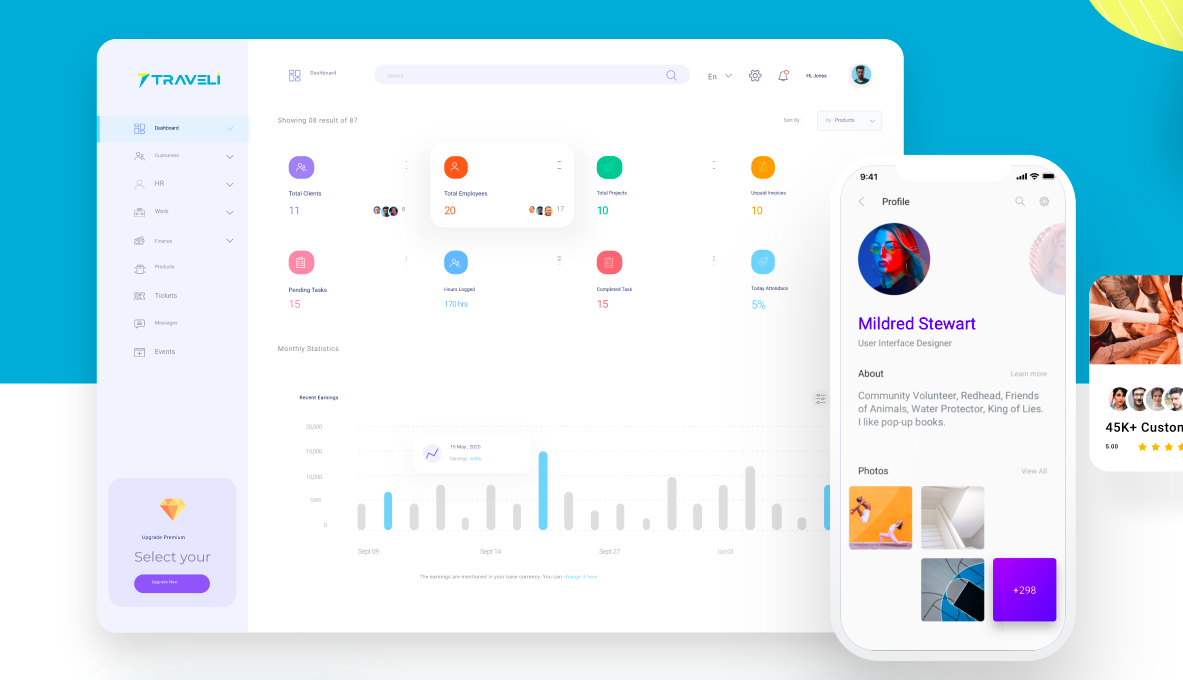 TRAVELI
Dashboard
Search
En
Hi, Jones
Dashboard
Customers
HR
Work
Finance
Products
Tickets
Messages
Events
Upgrade Premium
Select your
Upgrade Now
Showing 08 result of 87
Sort By :
By Products
Total Clients
11
8
Total Employees
20
17
Total Projects
10
Unpaid Invoices
10
Pending Tasks
15
Hours Logged
170 hrs
Completed Task
15
Today Attendace
5%
Monthly Statistics
Recent Earnings
20,000
15,000
10,000
5000
0
19 May , 2020
Earning:
Sept 09
Sept 14
Sept 27
Oct 03
The earnings are mentioned in your base currency. You can change it here
9:41
Profile
Mildred Stewart
User Interface Designer
About
Learn more
Community Volunteer, Redhead, Friends
of Animals, Water Protector, King of Lies.
I like pop-up books.
Photos
View All
+298
45K+ Custom
5.00